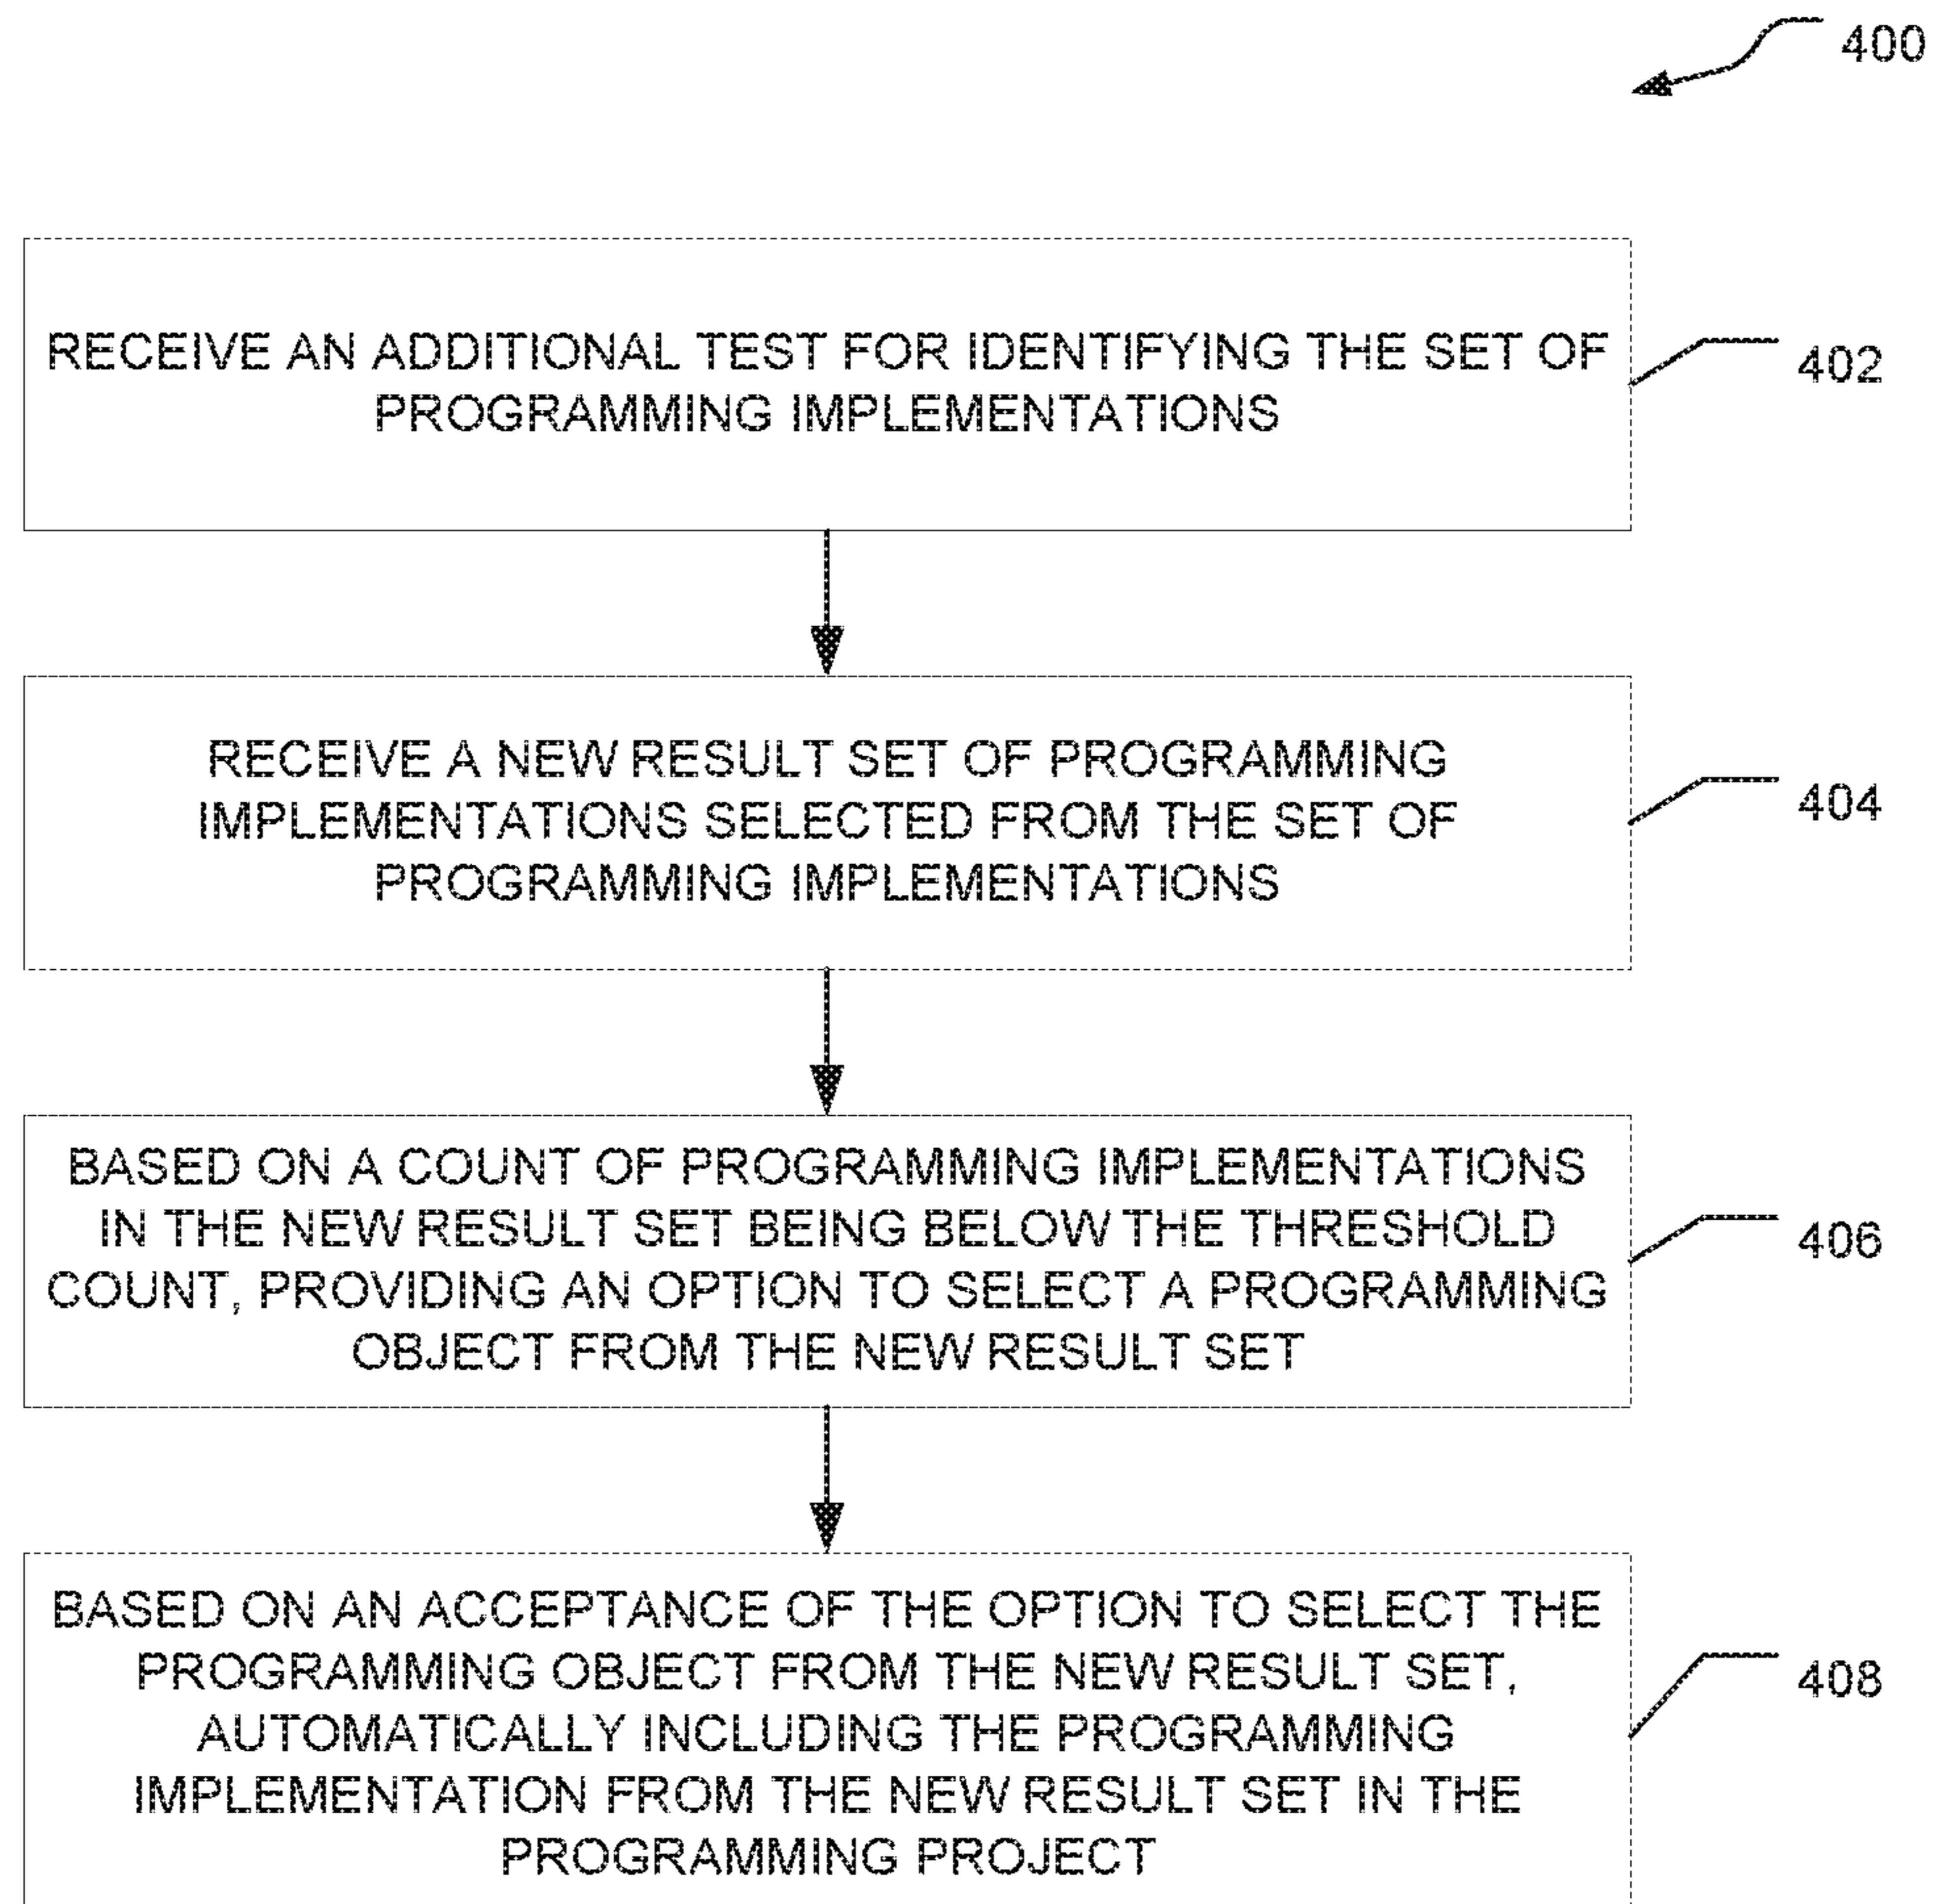 400
RECEIVE AN ADDITIONAL TEST FOR IDENTIFYING THE SET OF
PROGRAMMING IMPLEMENTATIONS
402
RECEIVE A NEW RESULT SET OF PROGRAMMING
IMPLEMENTATIONS SELECTED FROM THE SET OF
PROGRAMMING IMPLEMENTATIONS
404
BASED ON A COUNT OF PROGRAMMING IMPLEMENTATIONS
IN THE NEW RESULT SET BEING BELOW THE THRESHOLD
COUNT, PROVIDING AN OPTION TO SELECT A PROGRAMMING
OBJECT FROM THE NEW RESULT SET
406
BASED ON AN ACCEPTANCE OF THE OPTION TO SELECT THE
PROGRAMMING OBJECT FROM THE NEW RESULT SET,
AUTOMATICALLY INCLUDING THE PROGRAMMING
IMPLEMENTATION FROM THE NEW RESULT SET IN THE
PROGRAMMING PROJECT
408